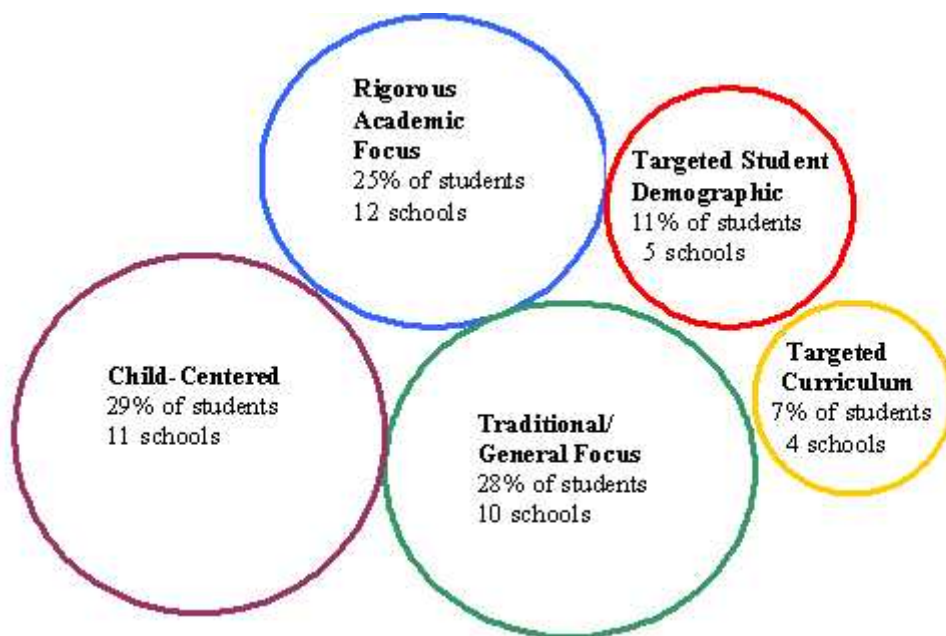 Rigorous
Academic
Focus
25% of students
12 schools
Targeted Student
Demographic
11% of students
5 schools
Child-Centered
29% of students
11 schools
Traditional/
General Focus
28% of students
10 schools
Targeted
Curriculum
7% of students
4 schools